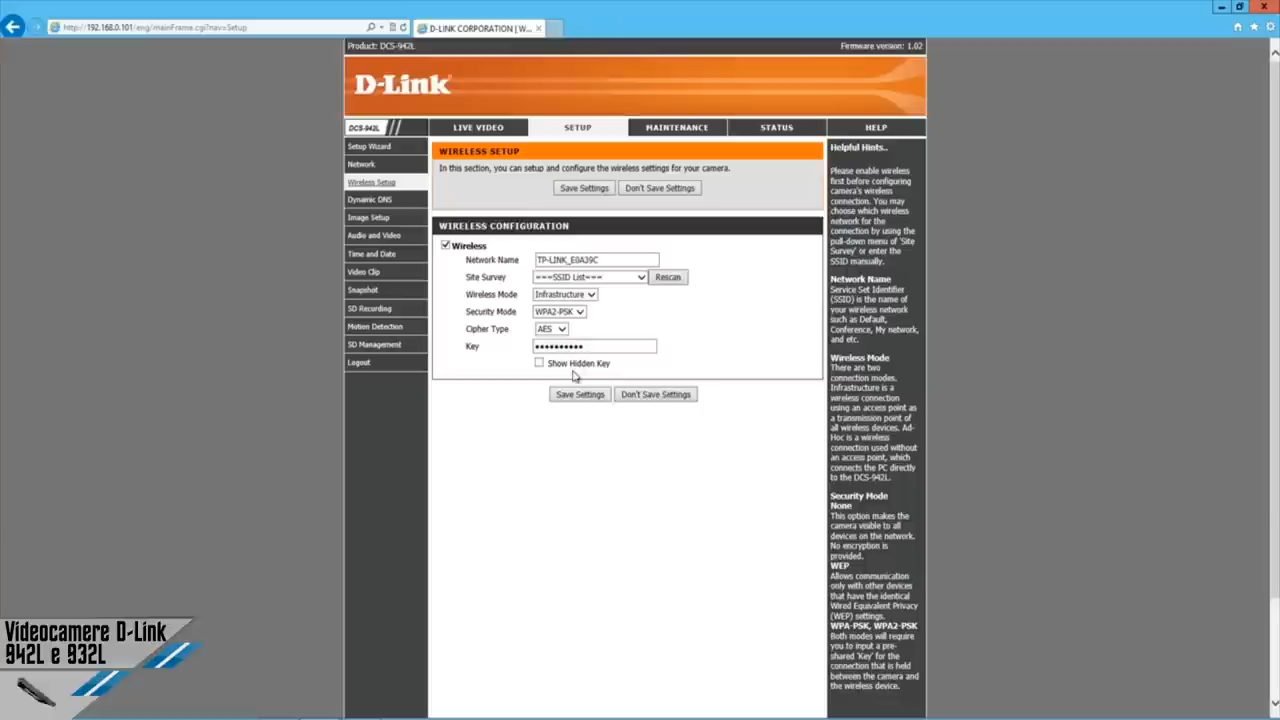 http://192.168.0.101/eng/mainFrame.cgi?nav=Setup
D-LINK CORPORATION | W...
Product: DCS-942L
Firmware version: 1.02
D-Link
DCS-942L
LIVE VIDEO
SETUP
MAINTENANCE
STATUS
HELP
Setup Wizard
Network
Wireless Setup
Dynamic DNS
Image Setup
Audio and Video
Time and Date
Video Clip
Snapshot
SD Recording
Motion Detection
SD Management
Logout
WIRELESS SETUP
In this section, you can setup and configure the wireless settings for your camera.
Save Settings
Don't Save Settings
WIRELESS CONFIGURATION
Wireless
Network Name
TP-LINK_E0A39C
Site Survey
===SSID List===
Rescan
Wireless Mode
Infrastructure
Security Mode
WPA2-PSK
Cipher Type
AES
Key
••••••••••
Show Hidden Key
Save Settings
Don't Save Settings
Helpful Hints..
Please enable wireless
first before configuring
camera's wireless
connection. You may
choose which wireless
network for the
connection by using the
pull-down menu of 'Site
Survey' or enter the
SSID manually.
Network Name
Service Set Identifier
(SSID) is the name of
your wireless network
such as Default,
Conference, My network,
and etc.
Wireless Mode
There are two
connection modes.
Infrastructure is a
wireless connection
using an access point as
a transmission point of
all wireless devices. Ad-
Hoc is a wireless
connection used without
an access point, which
connects the PC directly
to the DCS-942L.
Security Mode
None
This option makes the
camera visible to all
devices on the network.
No encryption is
provided.
WEP
Allows communication
only with other devices
that have the identical
Wired Equivalent Privacy
(WEP) settings.
WPA-PSK, WPA2-PSK
Both modes will require
you to input a pre-
shared 'Key' for the
connection that is held
between the camera and
the wireless device.
Videocamere D-Link
942L e 932L